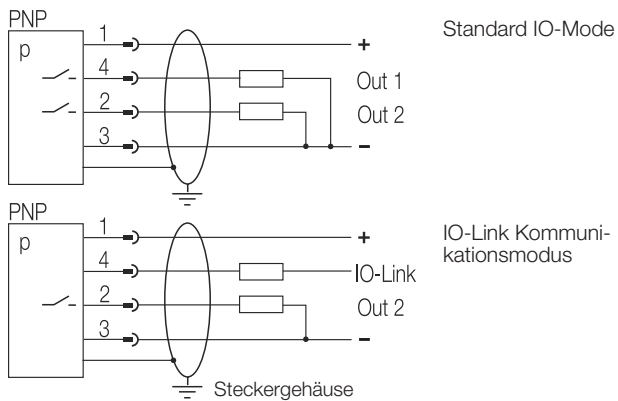 PNP
p
1 +
4 Out 1
2 Out 2
3 –
Standard IO-Mode
PNP
p
1 +
4 IO-Link
2 Out 2
3 –
IO-Link Kommuni-
kationsmodus
Steckergehäuse